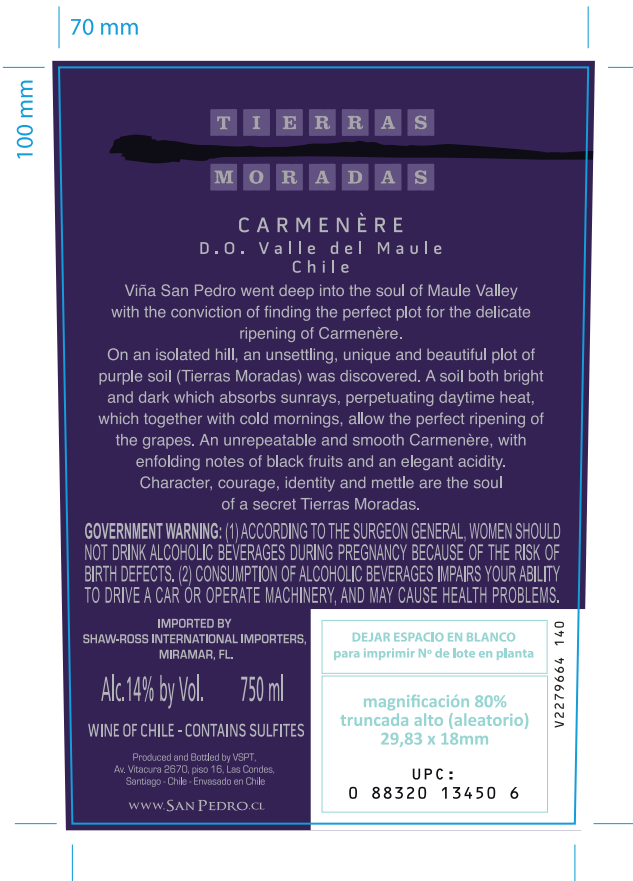 70 mm
100 mm
TIERRAS
MORADAS
CARMENÈRE
D.O. Valle del Maule
Chile
Viña San Pedro went deep into the soul of Maule Valley
with the conviction of finding the perfect plot for the delicate
ripening of Carmenère.
On an isolated hill, an unsettling, unique and beautiful plot of
purple soil (Tierras Moradas) was discovered. A soil both bright
and dark which absorbs sunrays, perpetuating daytime heat,
which together with cold mornings, allow the perfect ripening of
the grapes. An unrepeatable and smooth Carmenère, with
enfolding notes of black fruits and an elegant acidity.
Character, courage, identity and mettle are the soul
of a secret Tierras Moradas.
GOVERNMENT WARNING: (1) ACCORDING TO THE SURGEON GENERAL, WOMEN SHOULD
NOT DRINK ALCOHOLIC BEVERAGES DURING PREGNANCY BECAUSE OF THE RISK OF
BIRTH DEFECTS. (2) CONSUMPTION OF ALCOHOLIC BEVERAGES IMPAIRS YOUR ABILITY
TO DRIVE A CAR OR OPERATE MACHINERY, AND MAY CAUSE HEALTH PROBLEMS.
IMPORTED BY
SHAW-ROSS INTERNATIONAL IMPORTERS,
MIRAMAR, FL.
Alc.14% by Vol. 750 ml
WINE OF CHILE - CONTAINS SULFITES
Produced and Bottled by VSPT,
Av. Vitacura 2670, piso 16, Las Condes,
Santiago - Chile - Envasado en Chile
WWW.SAN PEDRO.CL
DEJAR ESPACIO EN BLANCO
para imprimir Nº de lote en planta
magnificación 80%
truncada alto (aleatorio)
29,83 x 18mm
UPC:
0 88320 13450 6
V2279664 140